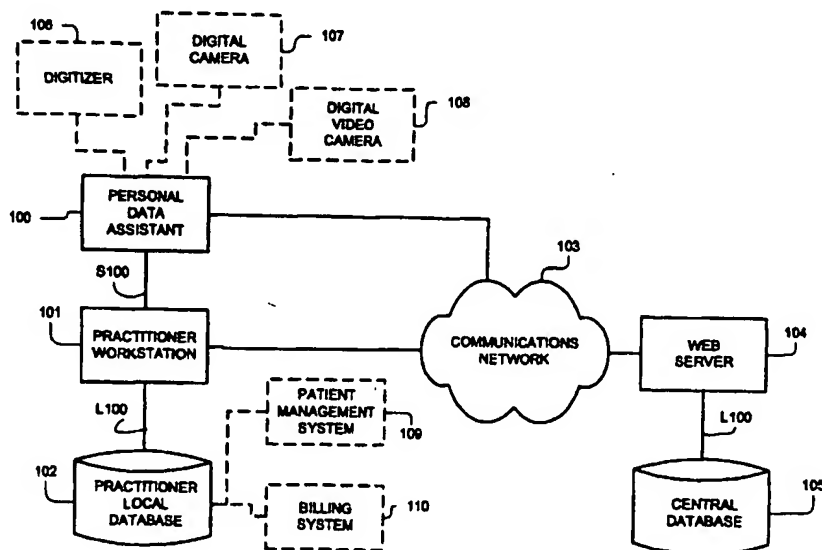 106
DIGITIZER
DIGITAL
CAMERA
107
DIGITAL
VIDEO
CAMERA
108
100
PERSONAL
DATA
ASSISTANT
S100
101
PRACTITIONER
WORKSTATION
103
COMMUNICATIONS
NETWORK
WEB
SERVER
104
L100
PATIENT
MANAGEMENT
SYSTEM
109
L100
102
PRACTITIONER
LOCAL
DATABASE
BILLING
SYSTEM
110
CENTRAL
DATABASE
105